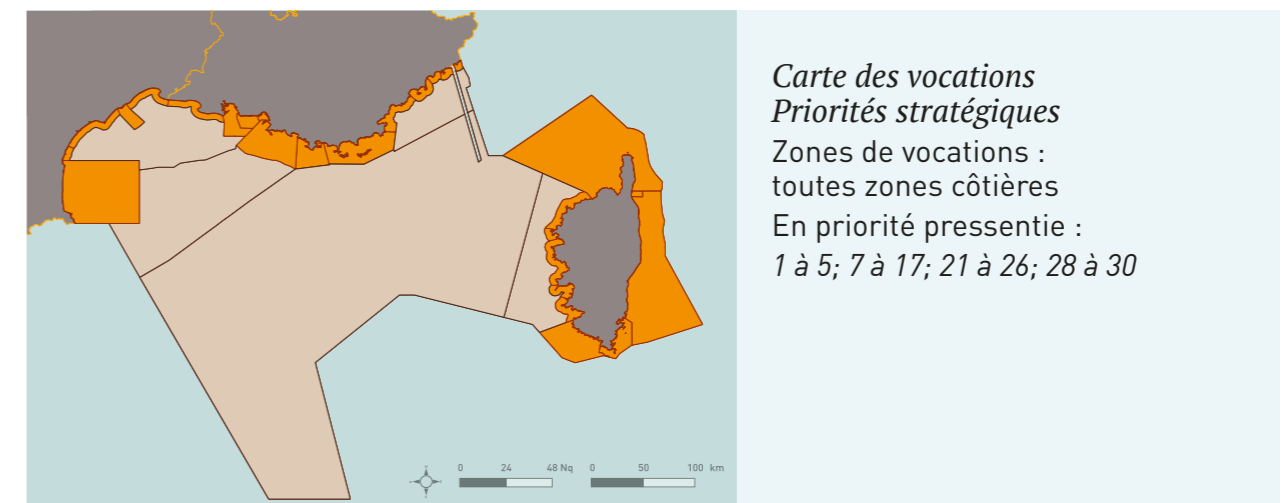 Carte des vocations
Priorités stratégiques
Zones de vocations :
toutes zones côtières
En priorité pressentie :
1 à 5; 7 à 17; 21 à 26; 28 à 30
0 24 48 Nq 0 50 100 km